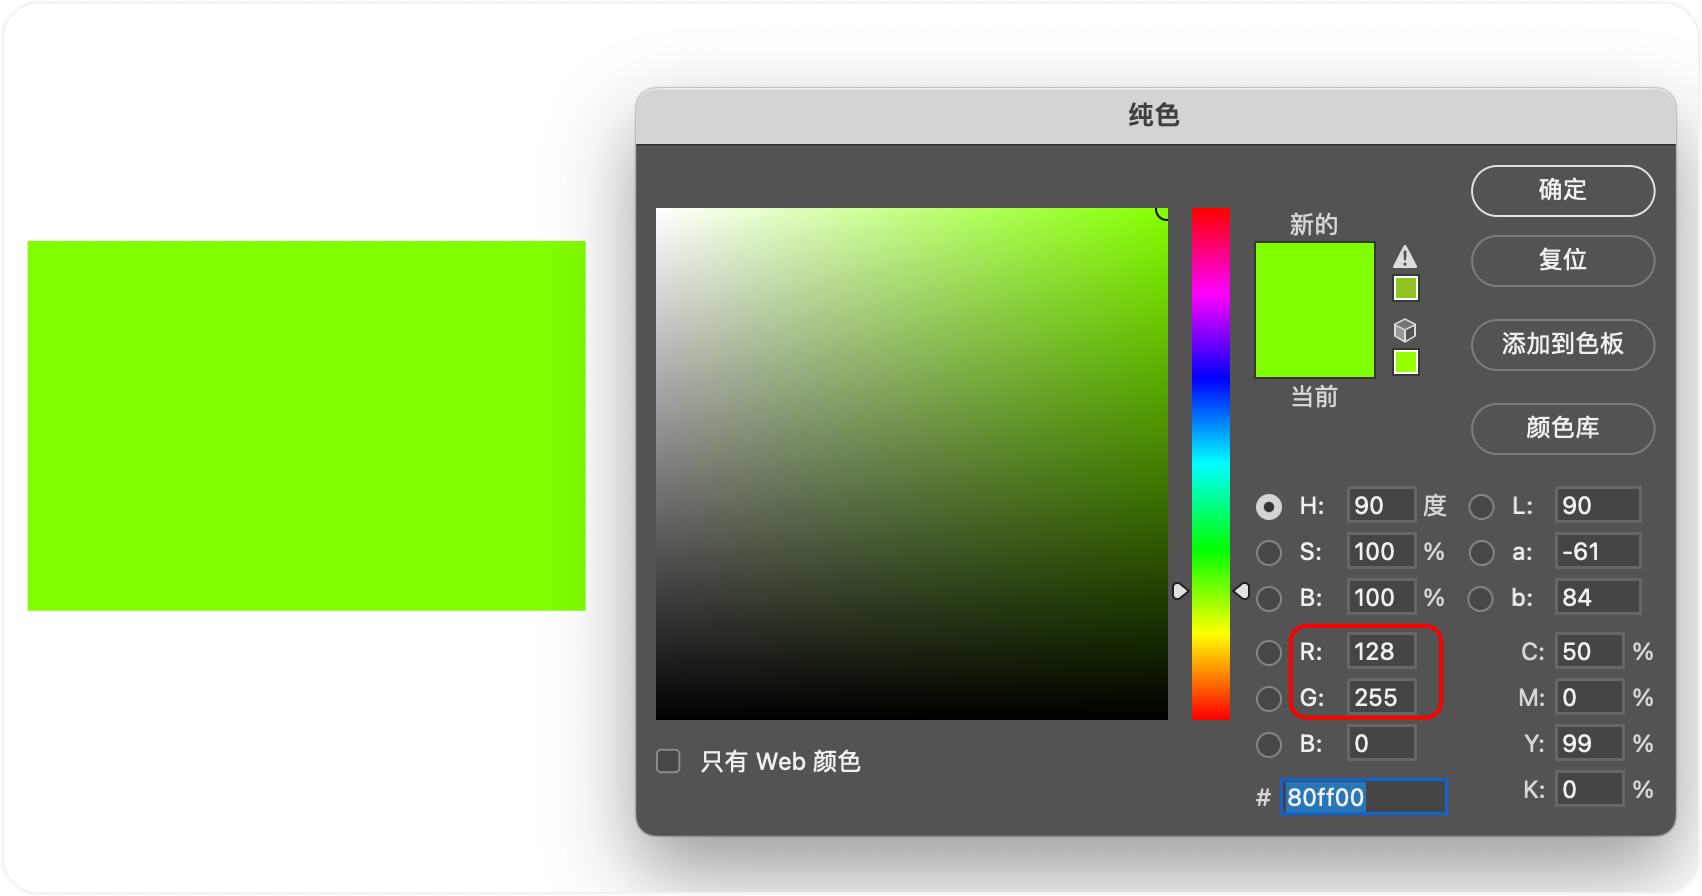 纯色
确定
新的
复位
添加到色板
当前
颜色库
H: 90 度 L: 90
S: 100 % a: -61
B: 100 % b: 84
R: 128 C: 50 %
G: 255 M: 0 %
B: 0 Y: 99 %
只有 Web 颜色
# 80ff00 K: 0 %